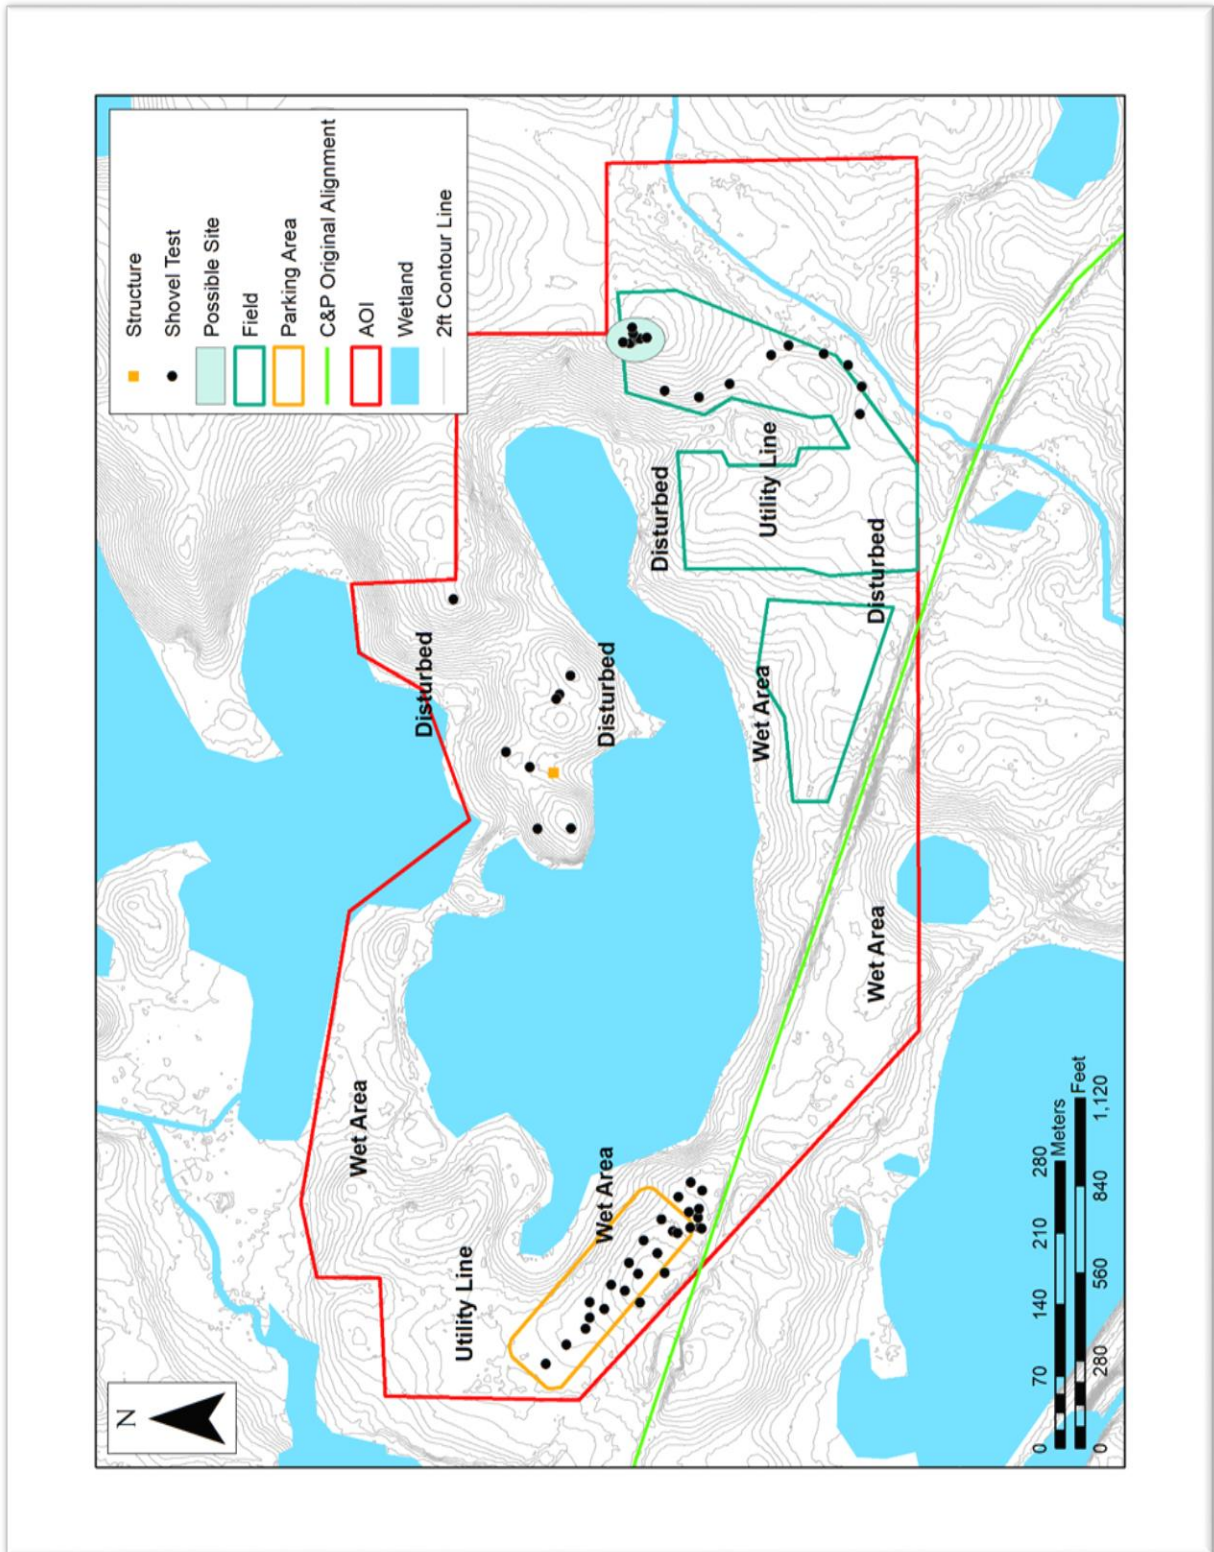 N
Structure
Shovel Test
Possible Site
Field
Parking Area
C&P Original Alignment
AOI
Wetland
2ft Contour Line
Disturbed
Disturbed
Disturbed
Utility Line
Disturbed
Wet Area
Wet Area
Wet Area
Wet Area
Utility Line
0 70 140 210 280
Meters
Feet
0 280 560 840 1,120